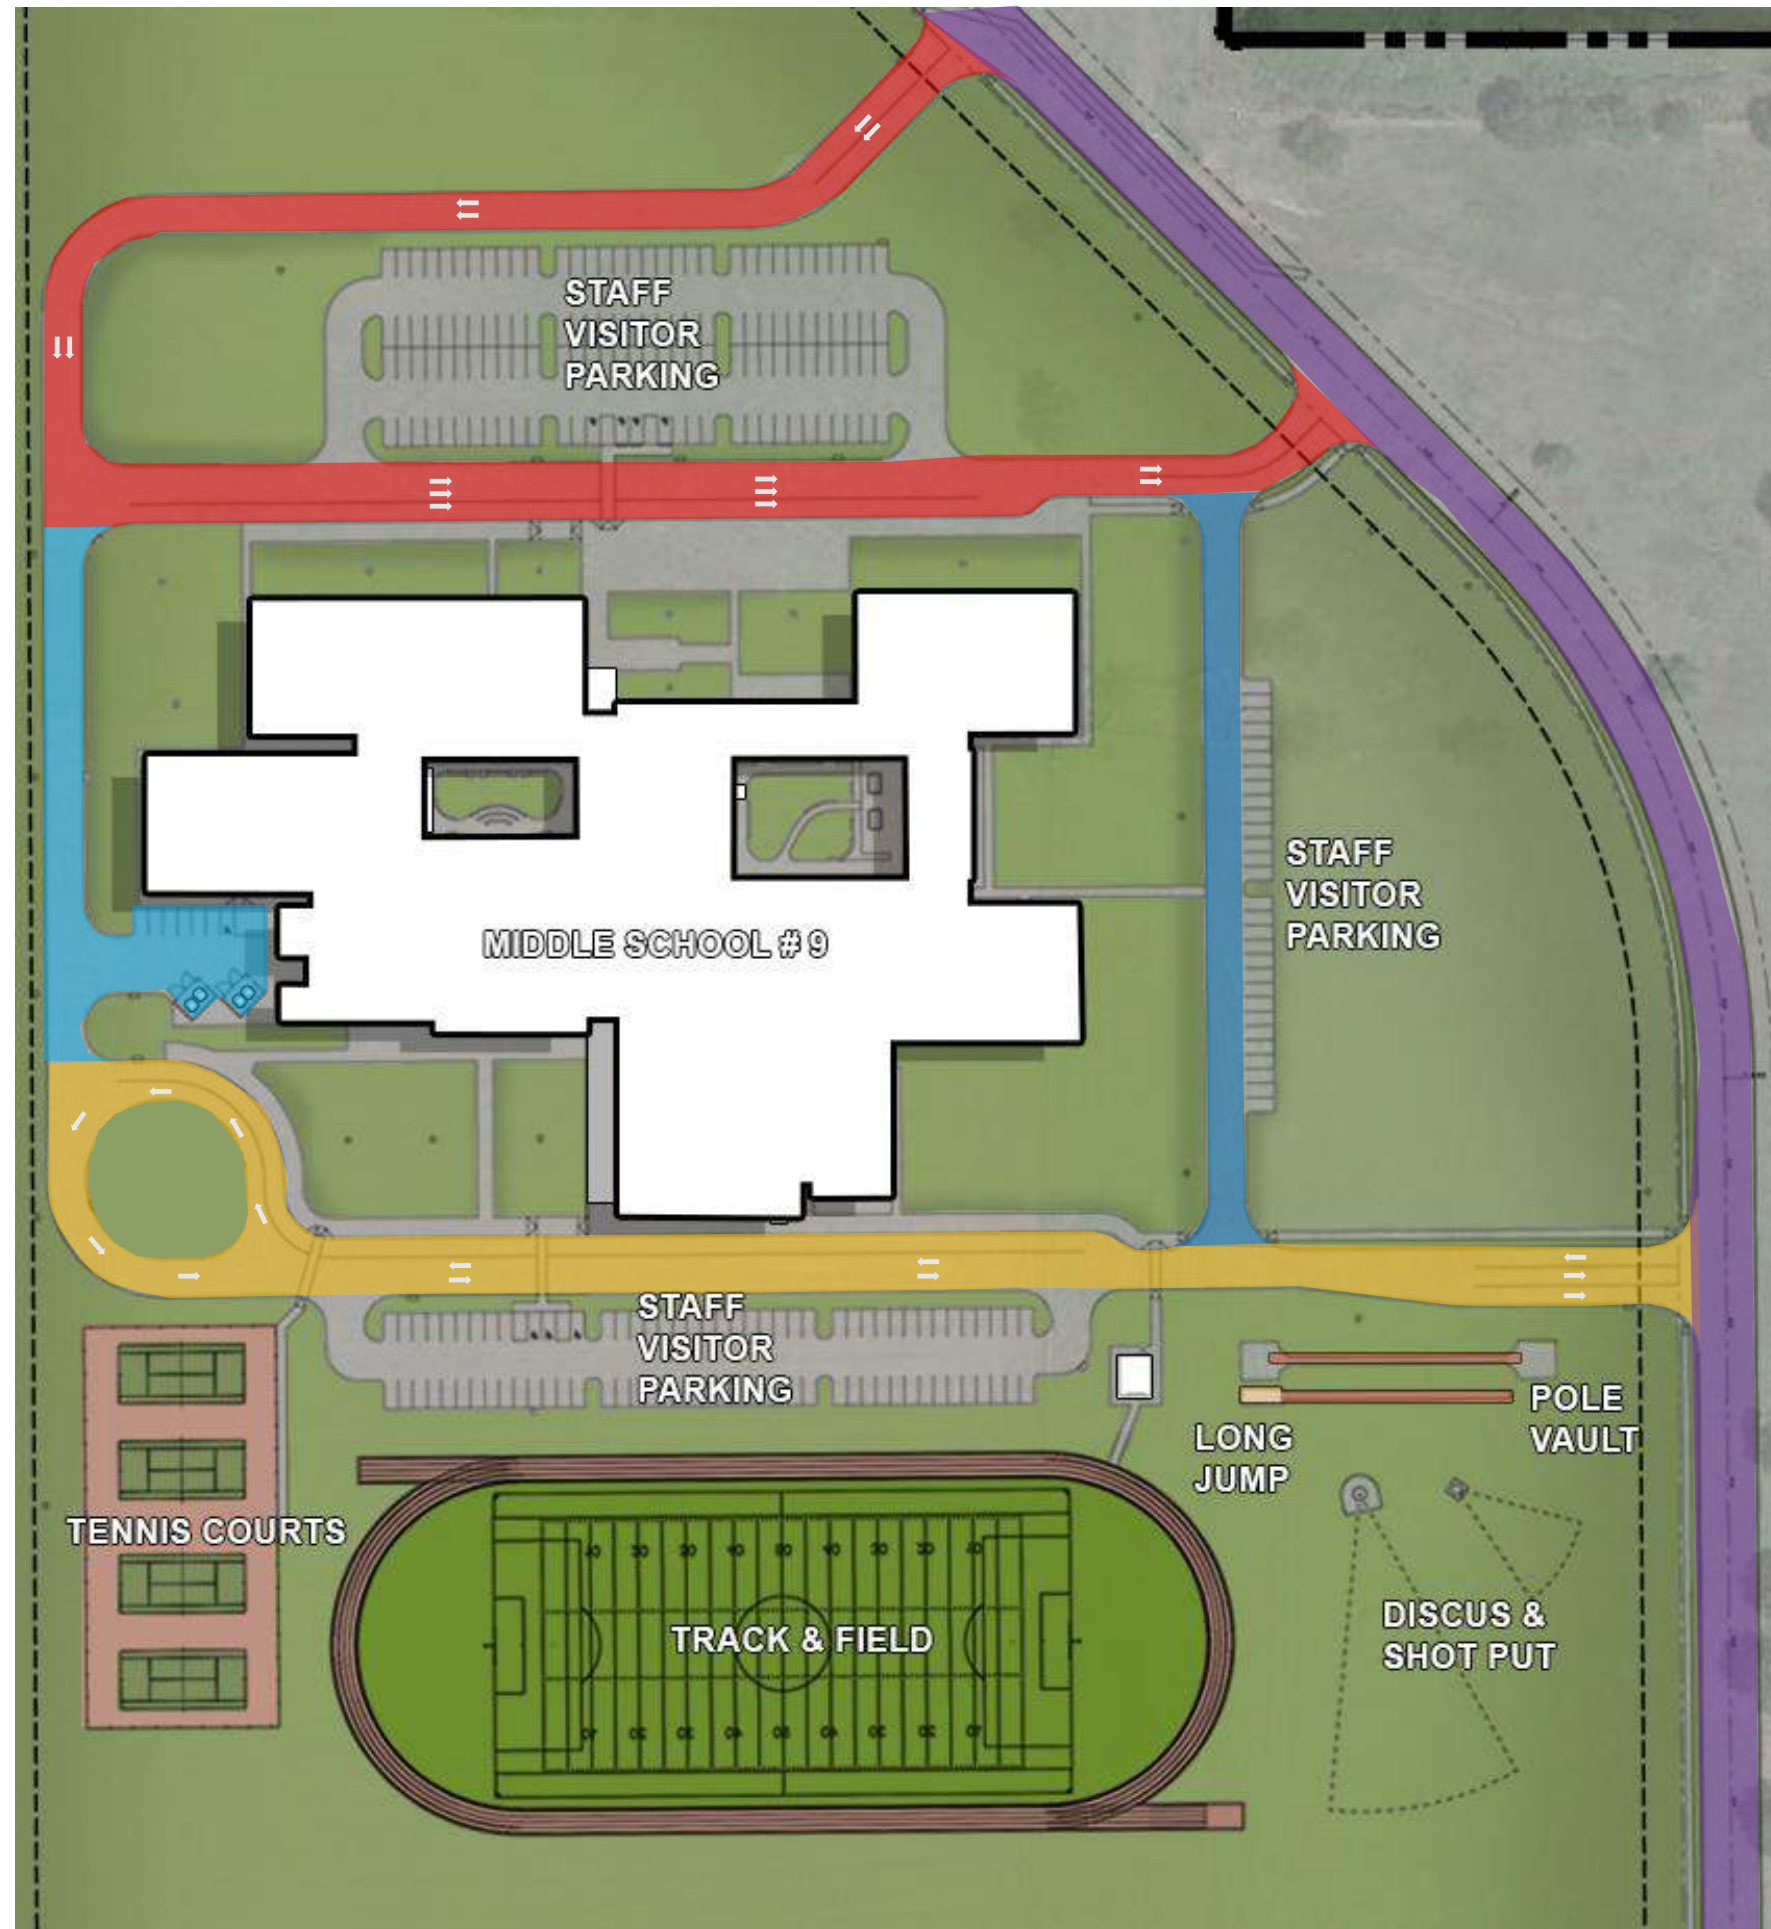 STAFF
VISITOR
PARKING
STAFF
VISITOR
PARKING
MIDDLE SCHOOL # 9
STAFF
VISITOR
PARKING
POLE
VAULT
LONG
JUMP
TENNIS COURTS
TRACK & FIELD
DISCUS &
SHOT PUT